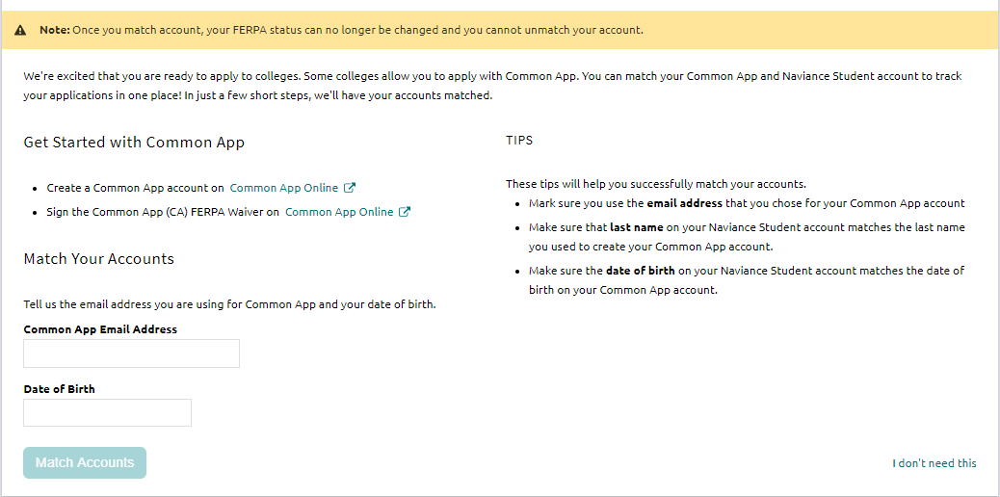 Note: Once you match account, your FERPA status can no longer be changed and you cannot unmatch your account.
We're excited that you are ready to apply to colleges. Some colleges allow you to apply with Common App. You can match your Common App and Naviance Student account to track
your applications in one place! In just a few short steps, we'll have your accounts matched.
Get Started with Common App
Create a Common App account on Common App Online
Sign the Common App (CA) FERPA Waiver on Common App Online
Match Your Accounts
Tell us the email address you are using for Common App and your date of birth.
Common App Email Address
Date of Birth
Match Accounts
TIPS
These tips will help you successfully match your accounts.
Mark sure you use the email address that you chose for your Common App account
Make sure that last name on your Naviance Student account matches the last name
you used to create your Common App account.
Make sure the date of birth on your Naviance Student account matches the date of
birth on your Common App account.
I don't need this